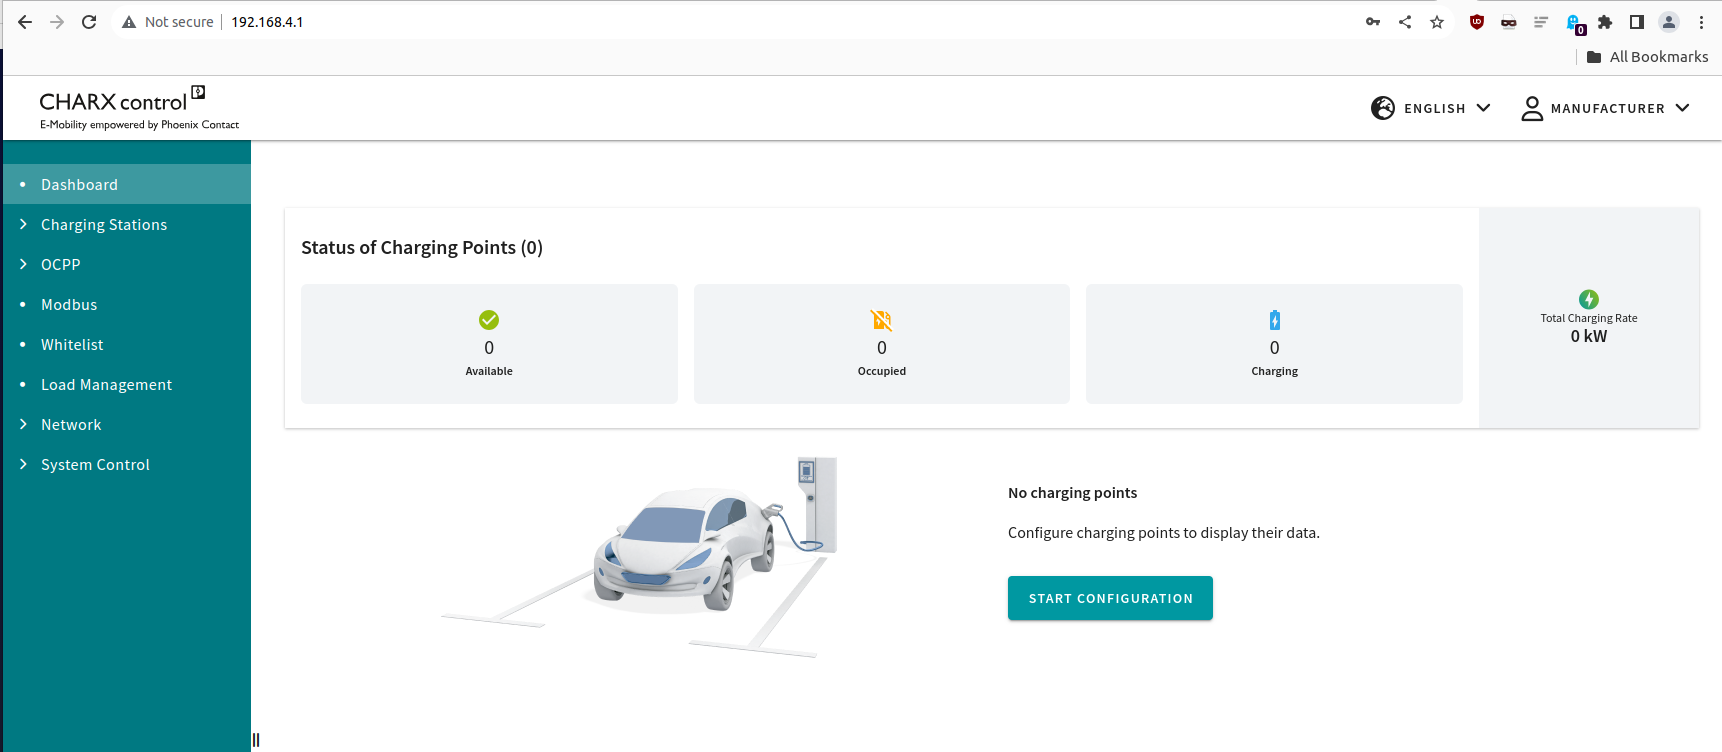 Not secure
192.168.4.1
0
All Bookmarks
CHARX control
E-Mobility empowered by Phoenix Contact
ENGLISH
MANUFACTURER
Dashboard
Charging Stations
OCPP
Modbus
Whitelist
Load Management
Network
System Control
Status of Charging Points (0)
0
Available
0
Occupied
0
Charging
Total Charging Rate
0 kW
No charging points
Configure charging points to display their data.
START CONFIGURATION